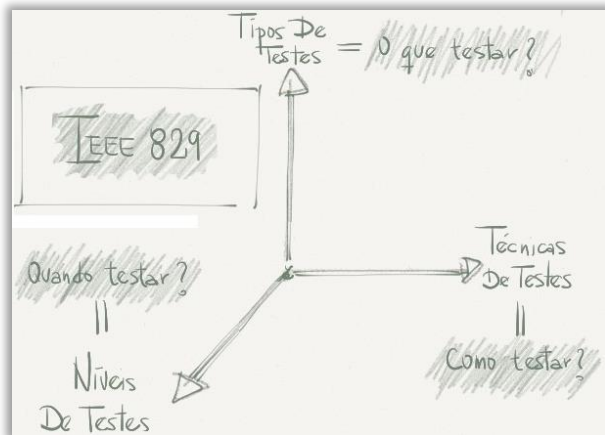 Tipos De
Testes = O que testar?
IEEE 829
Quando testar?
||
Níveis
De Testes
Técnicas
De Testes
||
Como testar?